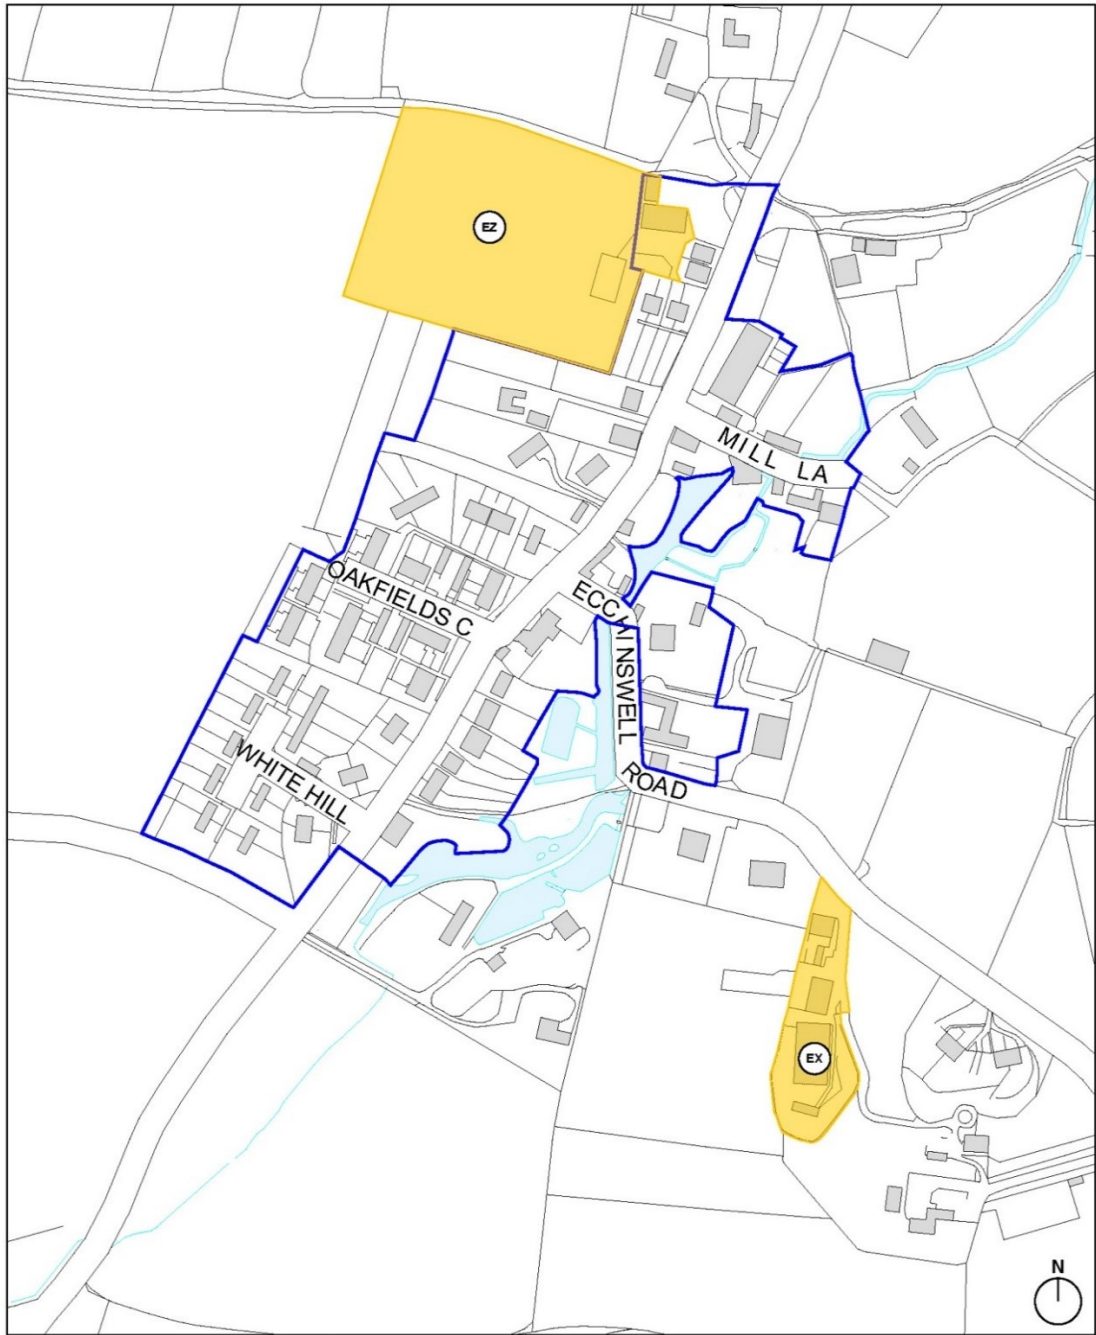 EZ
MILL LA
OAKFIELDS C
ECCHINSWELL
ROAD
WHITE HILL
EX
N